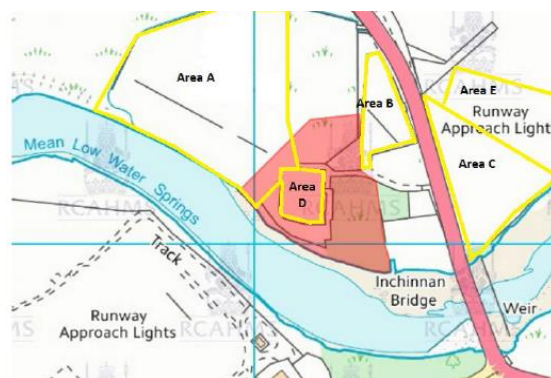 Area A
Area B
Area E
Runway
Approach Lights
Area C
Area
D
Mean Low Water
Springs
RCAHMS
RCAHMS
Track
Inchinnan
Bridge
Weir
Runway
Approach Lights
RCAHMS
RCAHMS